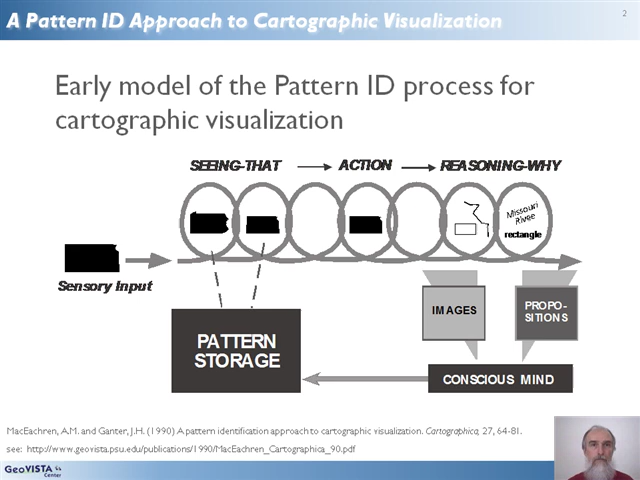 A Pattern ID Approach to Cartographic Visualization
2
Early model of the Pattern ID process for
cartographic visualization
SEEING-THAT ACTION REASONING-WHY
Missouri
River
rectangle
Sensory Input
IMAGES
PROPO-
SITIONS
PATTERN
STORAGE
CONSCIOUS MIND
MacEachren, A.M. and Ganter, J.H. (1990) A pattern identification approach to cartographic visualization. Cartographica, 27, 64-81.
see: http://www.geovista.psu.edu/publications/1990/MacEachren_Cartographica_90.pdf
GeoVISTA
Center